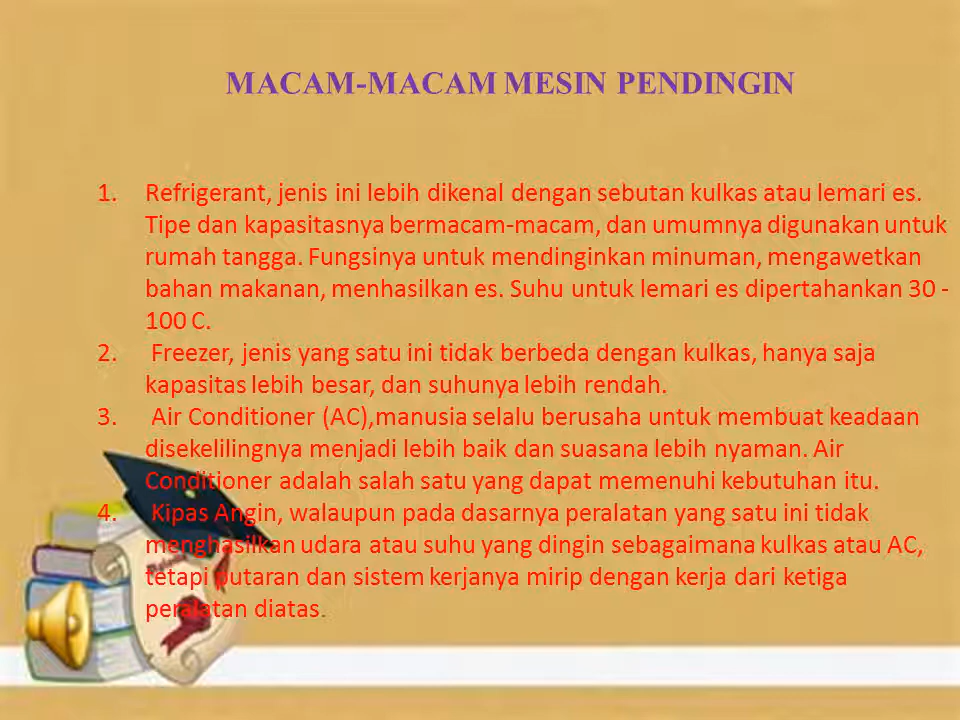 MACAM-MACAM MESIN PENDINGIN
1. Refrigerant, jenis ini lebih dikenal dengan sebutan kulkas atau lemari es.
Tipe dan kapasitasnya bermacam-macam, dan umumnya digunakan untuk
rumah tangga. Fungsinya untuk mendinginkan minuman, mengawetkan
bahan makanan, menhasilkan es. Suhu untuk lemari es dipertahankan 30 -
100 C.
2. Freezer, jenis yang satu ini tidak berbeda dengan kulkas, hanya saja
kapasitas lebih besar, dan suhunya lebih rendah.
3. Air Conditioner (AC),manusia selalu berusaha untuk membuat keadaan
disekelilingnya menjadi lebih baik dan suasana lebih nyaman. Air
Conditioner adalah salah satu yang dapat memenuhi kebutuhan itu.
4. Kipas Angin, walaupun pada dasarnya peralatan yang satu ini tidak
menghasilkan udara atau suhu yang dingin sebagaimana kulkas atau AC,
tetapi putaran dan sistem kerjanya mirip dengan kerja dari ketiga
peralatan diatas.